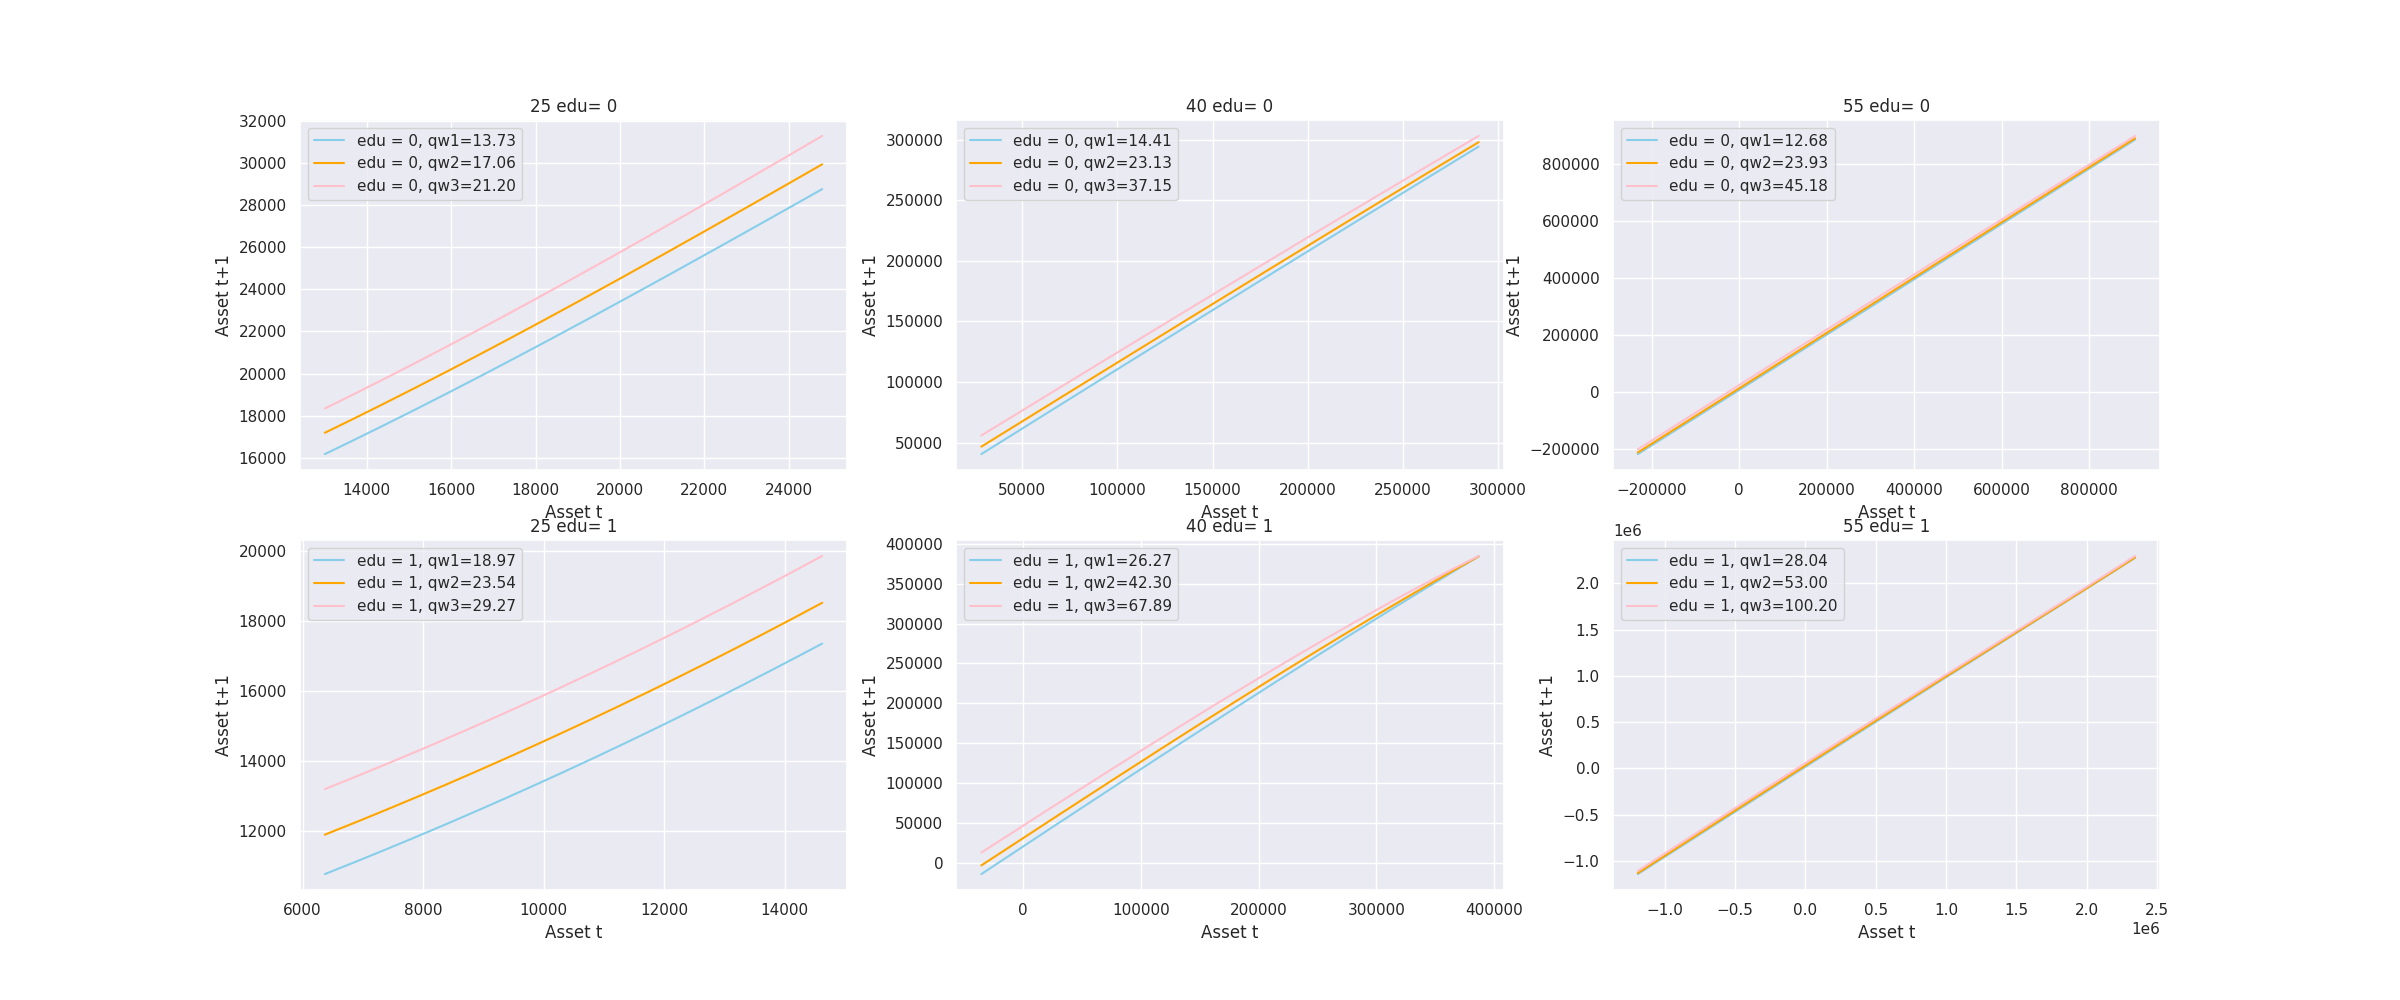 25 edu= 0
edu = 0, qw1=13.73
edu = 0, qw2=17.06
edu = 0, qw3=21.20
32000
30000
28000
26000
24000
22000
20000
18000
16000
Asset t+1
14000 16000 18000 20000 22000 24000
Asset t
40 edu= 0
edu = 0, qw1=14.41
edu = 0, qw2=23.13
edu = 0, qw3=37.15
300000
250000
200000
150000
100000
50000
Asset t+1
50000 100000 150000 200000 250000 300000
Asset t
55 edu= 0
edu = 0, qw1=12.68
edu = 0, qw2=23.93
edu = 0, qw3=45.18
800000
600000
400000
200000
0
−200000
Asset t+1
−200000 0 200000 400000 600000 800000
Asset t
25 edu= 1
edu = 1, qw1=18.97
edu = 1, qw2=23.54
edu = 1, qw3=29.27
20000
18000
16000
14000
12000
Asset t+1
6000 8000 10000 12000 14000
Asset t
40 edu= 1
edu = 1, qw1=26.27
edu = 1, qw2=42.30
edu = 1, qw3=67.89
400000
350000
300000
250000
200000
150000
100000
50000
0
Asset t+1
0 100000 200000 300000 400000
Asset t
55 edu= 1
1e6
edu = 1, qw1=28.04
edu = 1, qw2=53.00
edu = 1, qw3=100.20
2.0
1.5
1.0
0.5
0.0
−0.5
−1.0
Asset t+1
−1.0 −0.5 0.0 0.5 1.0 1.5 2.0 2.5
1e6
Asset t